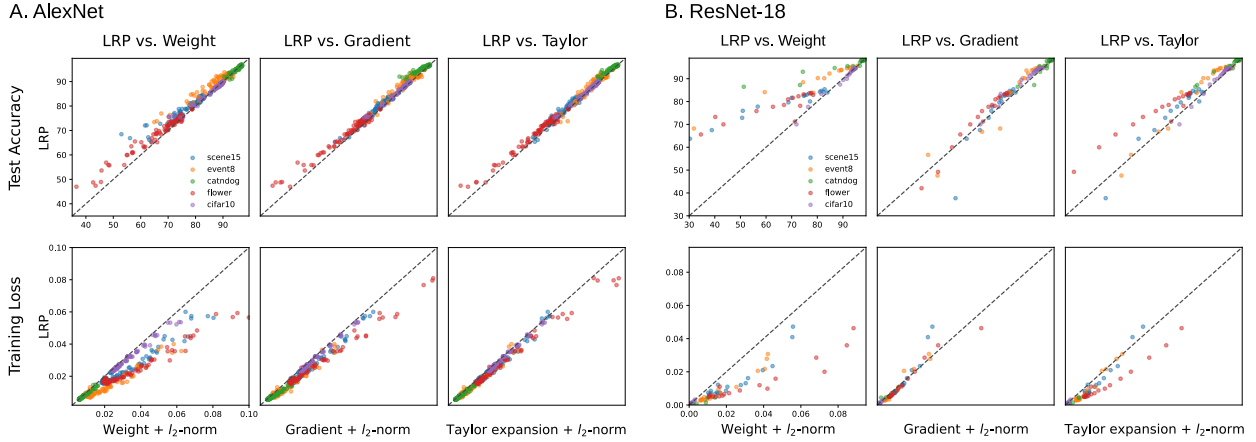 A. AlexNet
B. ResNet-18
LRP vs. Weight
LRP vs. Gradient
LRP vs. Taylor
LRP vs. Weight
LRP vs. Gradient
LRP vs. Taylor
Test Accuracy
LRP
90
80
70
60
50
40
40 50 60 70 80 90
scene15
event8
catndog
flower
cifar10
90
80
70
60
50
40
30
30 40 50 60 70 80 90
scene15
event8
catndog
flower
cifar10
Training Loss
LRP
0.10
0.08
0.06
0.04
0.02
0.02 0.04 0.06 0.08 0.10
0.08
0.06
0.04
0.02
0.00
0.00 0.02 0.04 0.06 0.08
Weight + l₂-norm
Gradient + l₂-norm
Taylor expansion + l₂-norm
Weight + l₂-norm
Gradient + l₂-norm
Taylor expansion + l₂-norm